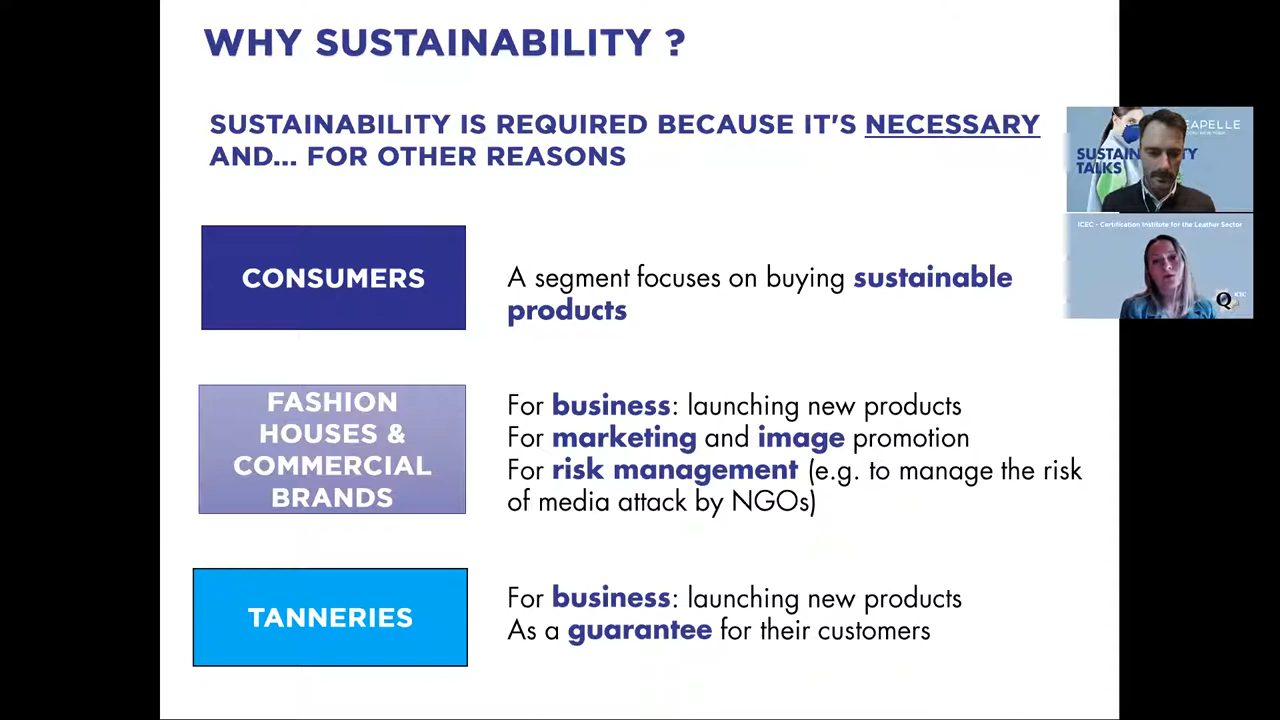 WHY SUSTAINABILITY ?
SUSTAINABILITY IS REQUIRED BECAUSE IT'S NECESSARY
AND... FOR OTHER REASONS
CONSUMERS
A segment focuses on buying sustainable
products
FASHION
HOUSES &
COMMERCIAL
BRANDS
For business: launching new products
For marketing and image promotion
For risk management (e.g. to manage the risk
of media attack by NGOs)
TANNERIES
For business: launching new products
As a guarantee for their customers
EAPELLE
SUSTAIN TY
TALKS
ICEC - Certification Institute for the Leather Sector
Q